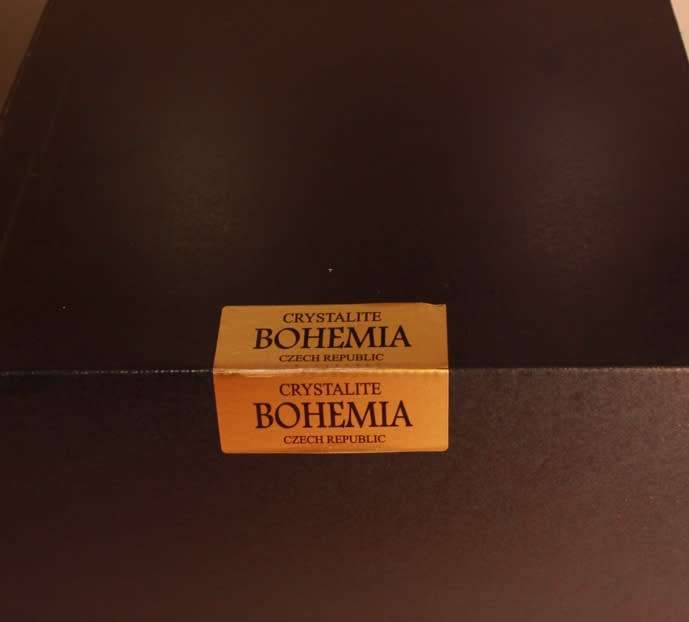 CRYSTALITE
BOHEMIA
CZECH REPUBLIC
CRYSTALITE
BOHEMIA
CZECH REPUBLIC